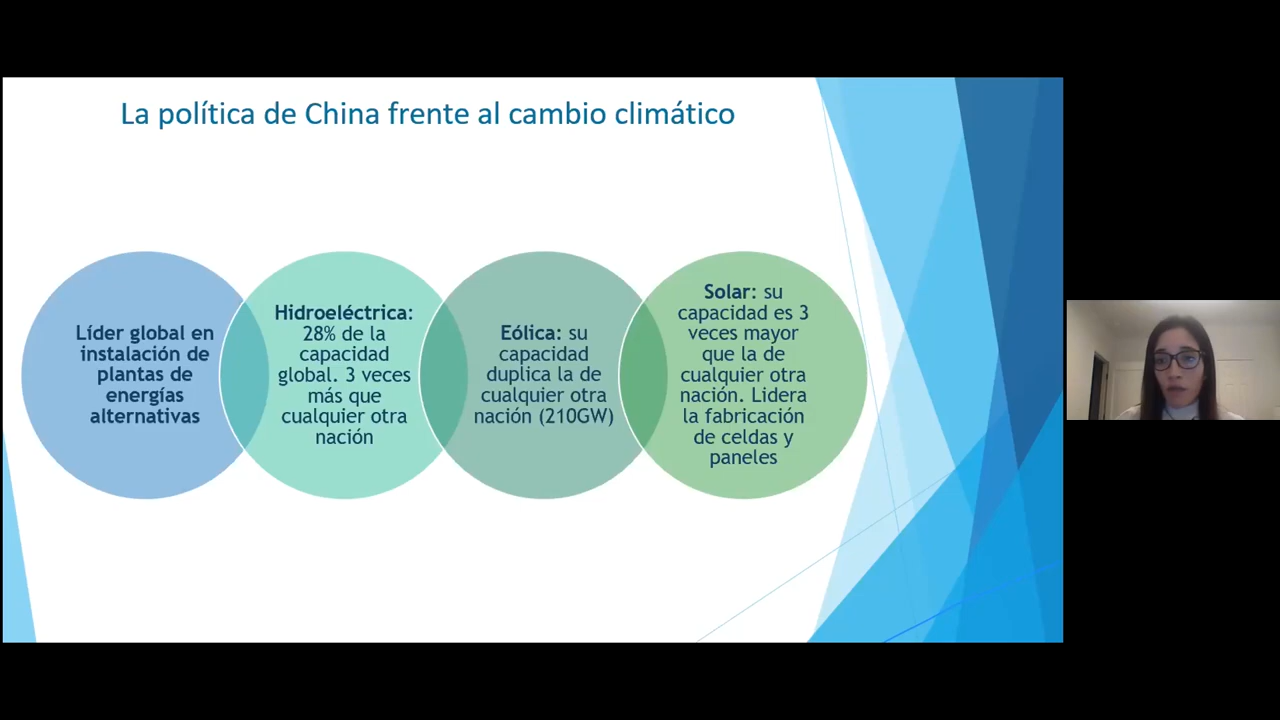 La política de China frente al cambio climático
Líder global en
instalación de
plantas de
energías
alternativas
Hidroeléctrica:
28% de la
capacidad
global. 3 veces
más que
cualquier otra
nación
Eólica: su
capacidad
duplica la de
cualquier otra
nación (210GW)
Solar: su
capacidad es 3
veces mayor
que la de
cualquier otra
nación. Lidera
la fabricación
de celdas y
paneles